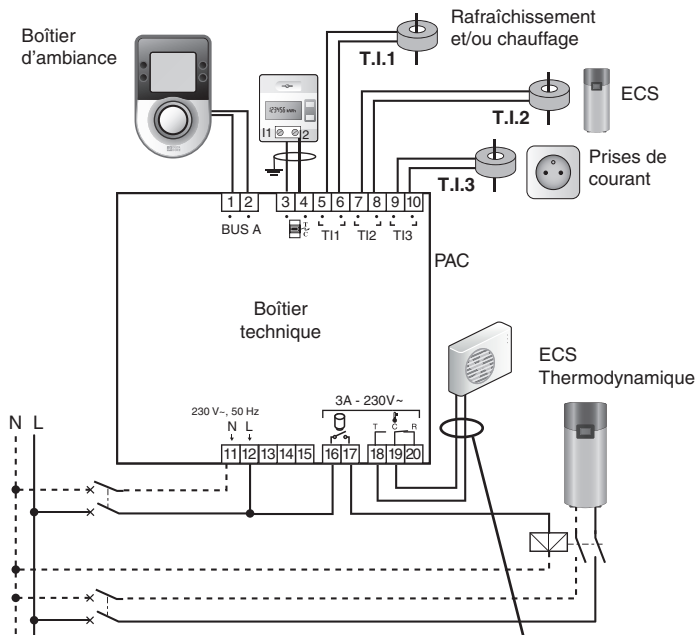 Rafraîchissement
et/ou chauffage
Boîtier
d'ambiance
T.I.1
T.I.2
ECS
123456 kWh
I1 2
T.I.3
Prises de
courant
1 2 3 4 5 6 7 8 9 10
BUS A
TI1 TI2 TI3
PAC
Boîtier
technique
ECS
Thermodynamique
3A - 230V~
230 V~, 50 Hz
N L
N L
T C R
11 12 13 14 15 16 17 18 19 20